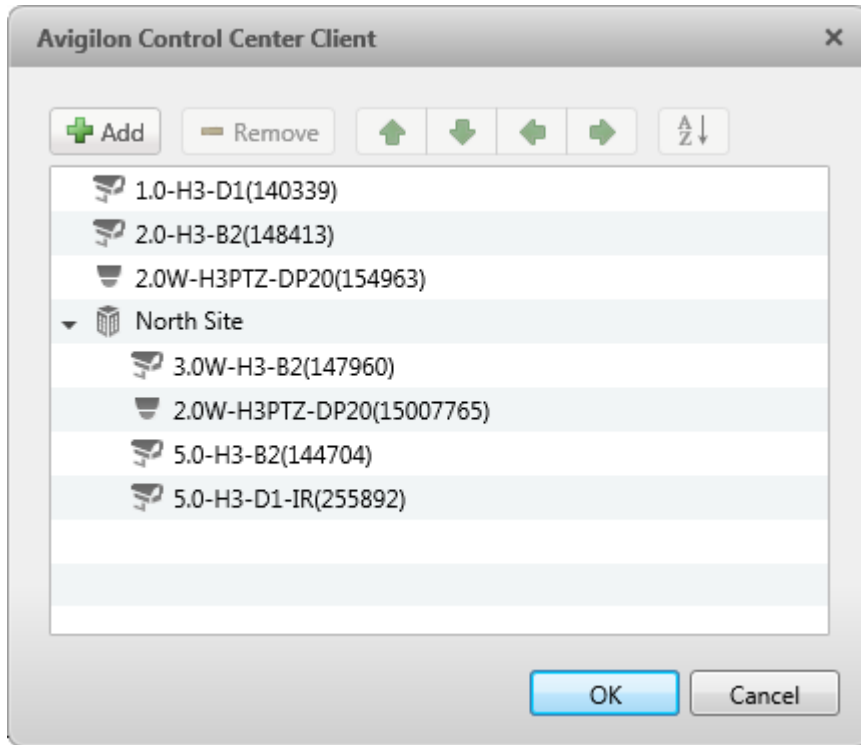 Avigilon Control Center Client
Add Remove A Z
1.0-H3-D1(140339)
2.0-H3-B2(148413)
2.0W-H3PTZ-DP20(154963)
North Site
3.0W-H3-B2(147960)
2.0W-H3PTZ-DP20(15007765)
5.0-H3-B2(144704)
5.0-H3-D1-IR(255892)
OK Cancel